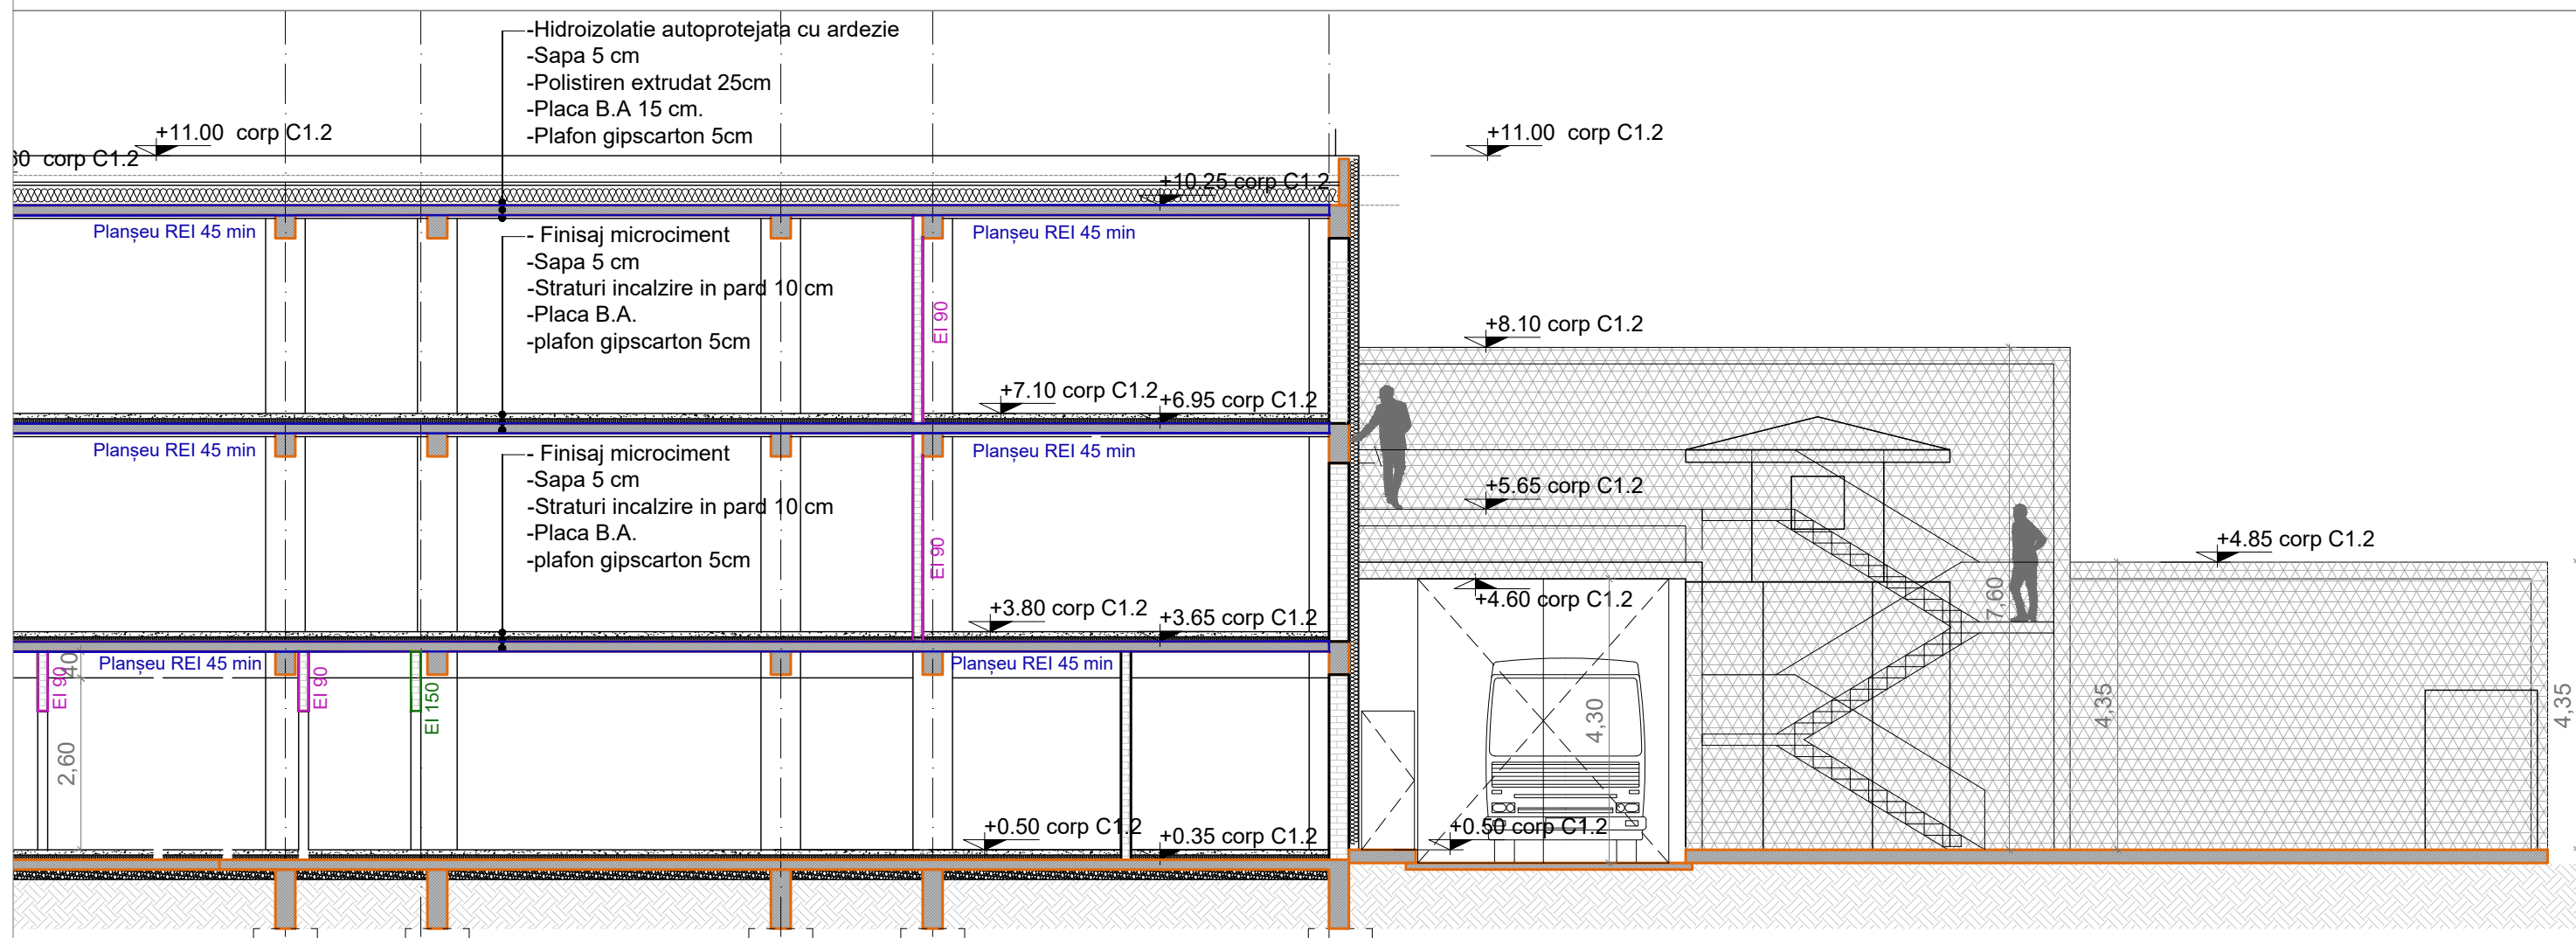 -Hidroizolatie autoprotejata cu ardezie
-Sapa 5 cm
-Polistiren extrudat 25cm
-Placa B.A 15 cm.
-Plafon gipscarton 5cm
+11.00 corp C1.2
+11.00 corp C1.2
corp C1.2
+10.25 corp C1.2
Planșeu REI 45 min
Planșeu REI 45 min
- Finisaj microciment
-Sapa 5 cm
-Straturi incalzire in pard 10 cm
-Placa B.A.
-plafon gipscarton 5cm
EI 90
+8.10 corp C1.2
+7.10 corp C1.2
+6.95 corp C1.2
Planșeu REI 45 min
Planșeu REI 45 min
- Finisaj microciment
-Sapa 5 cm
-Straturi incalzire in pard 10 cm
-Placa B.A.
-plafon gipscarton 5cm
EI 90
+5.65 corp C1.2
+4.85 corp C1.2
+4.60 corp C1.2
+3.80 corp C1.2
+3.65 corp C1.2
7,60
Planșeu REI 45 min
Planșeu REI 45 min
EI 90
40
EI 90
EI 150
2,60
4,30
4,35
4,35
+0.50 corp C1.2
+0.35 corp C1.2
+0.50 corp C1.2